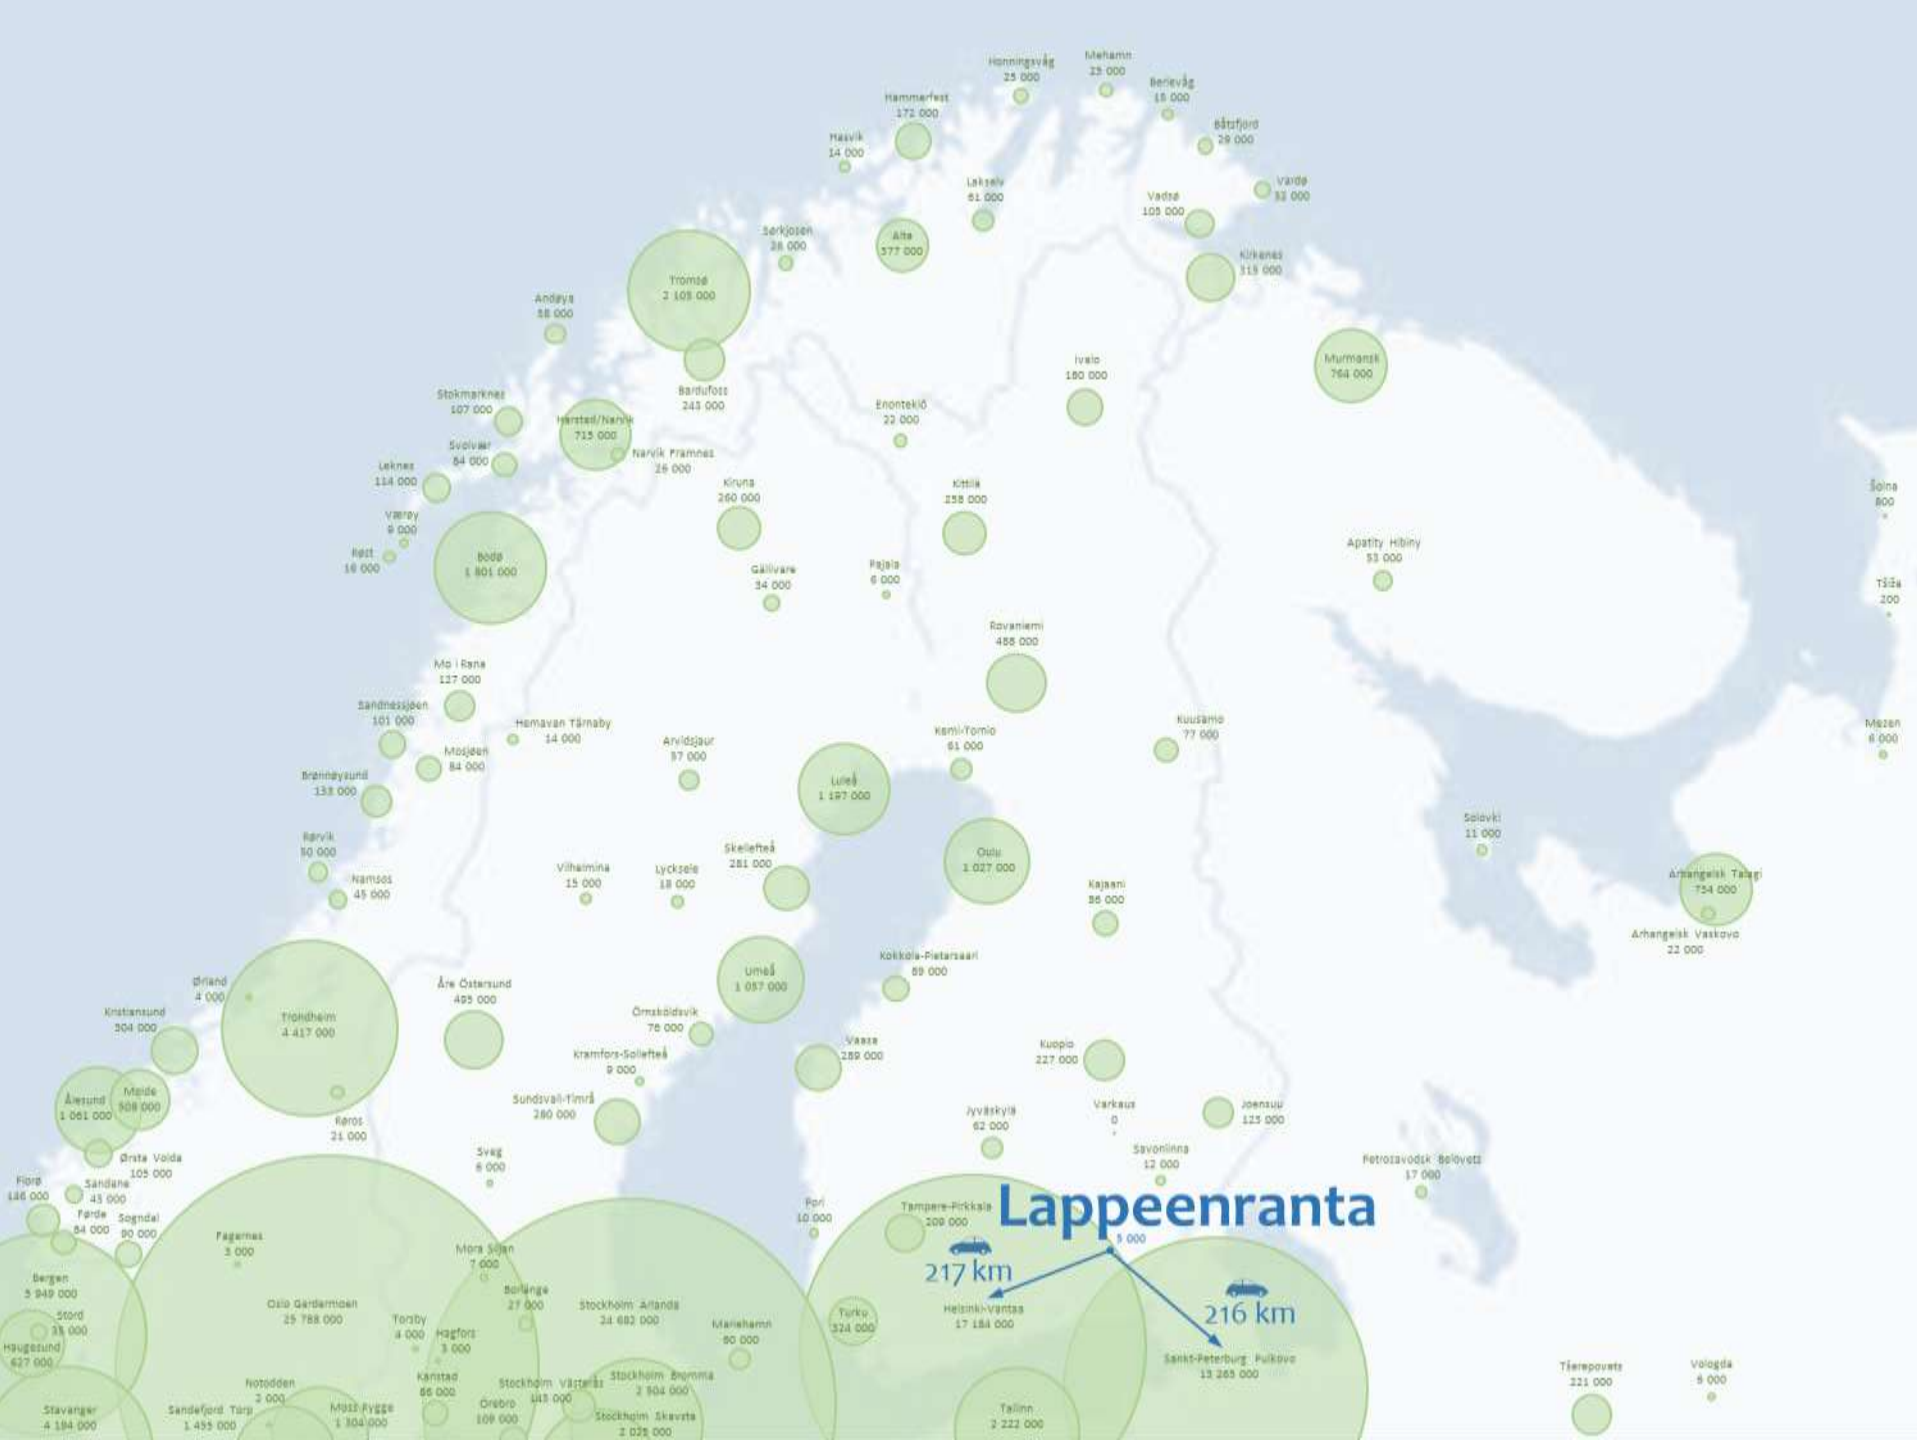 Honningsvåg
25 000
Mehamn
23 000
Berlevåg
15 000
Hammerfest
172 000
Båtsfjord
29 000
Hasvik
14 000
Lakselv
61 000
Vardø
Vadsø
105 000
Sørkjosen
Alta
377 000
Kirkenes
Tromsø
2 105 000
Andøya
Murmansk
764 000
Ivalo
180 000
Bardufoss
243 000
Stokmarknes
107 000
Enontekiö
22 000
Harstad/Narvik
715 000
Svolvær
84 000
Narvik Framnes
26 000
Leknes
114 000
Kiruna
260 000
Kittilä
258 000
Šoina
800
Værøy
9 000
Røst
16 000
Bodø
1 801 000
Apatity Hibiny
53 000
Gällivare
34 000
Pajala
6 000
Tšiža
200
Rovaniemi
488 000
Mo i Rana
127 000
Sandnessjøen
101 000
Hemavan Tärnaby
14 000
Kuusamo
77 000
Mezen
6 000
Kemi-Tornio
61 000
Arvidsjaur
57 000
Mosjøen
84 000
Brønnøysund
133 000
Luleå
1 197 000
Solovki
11 000
Rørvik
50 000
Skellefteå
281 000
Oulu
1 027 000
Vilhelmina
15 000
Lycksele
18 000
Namsos
45 000
Kajaani
86 000
Arhangelsk Talagi
754 000
Arhangelsk Vaskovo
22 000
Kokkola-Pietarsaari
89 000
Umeå
1 057 000
Ørland
4 000
Åre Östersund
495 000
Kristiansund
304 000
Trondheim
4 417 000
Örnsköldsvik
76 000
Vaasa
289 000
Kuopio
227 000
Kramfors-Sollefteå
9 000
Ålesund
1 061 000
Molde
508 000
Sundsvall-Timrå
280 000
Røros
21 000
Jyväskylä
62 000
Varkaus
0
Joensuu
125 000
Ørsta Volda
105 000
Sveg
6 000
Savonlinna
12 000
Petrozavodsk Besovets
17 000
Florø
146 000
Sandane
43 000
Førde
84 000
Sogndal
90 000
Pori
10 000
Tampere-Pirkkala
209 000
Lappeenranta
5 000
Fagernes
3 000
Mora Siljan
7 000
217 km
216 km
Bergen
5 949 000
Oslo Gardermoen
25 788 000
Borlänge
27 000
Stockholm Arlanda
24 682 000
Helsinki-Vantaa
17 184 000
Stord
35 000
Torsby
4 000
Hagfors
3 000
Mariehamn
60 000
Turku
324 000
Haugesund
627 000
Sankt-Peterburg Pulkovo
13 265 000
Tšerepovets
221 000
Vologda
Karlstad
86 000
Notodden
2 000
Stockholm Västerås
145 000
Stockholm Bromma
2 504 000
Stavanger
4 194 000
Sandefjord Torp
1 455 000
Moss Rygge
1 304 000
Örebro
109 000
Stockholm Skavsta
2 025 000
Tallinn
2 222 000